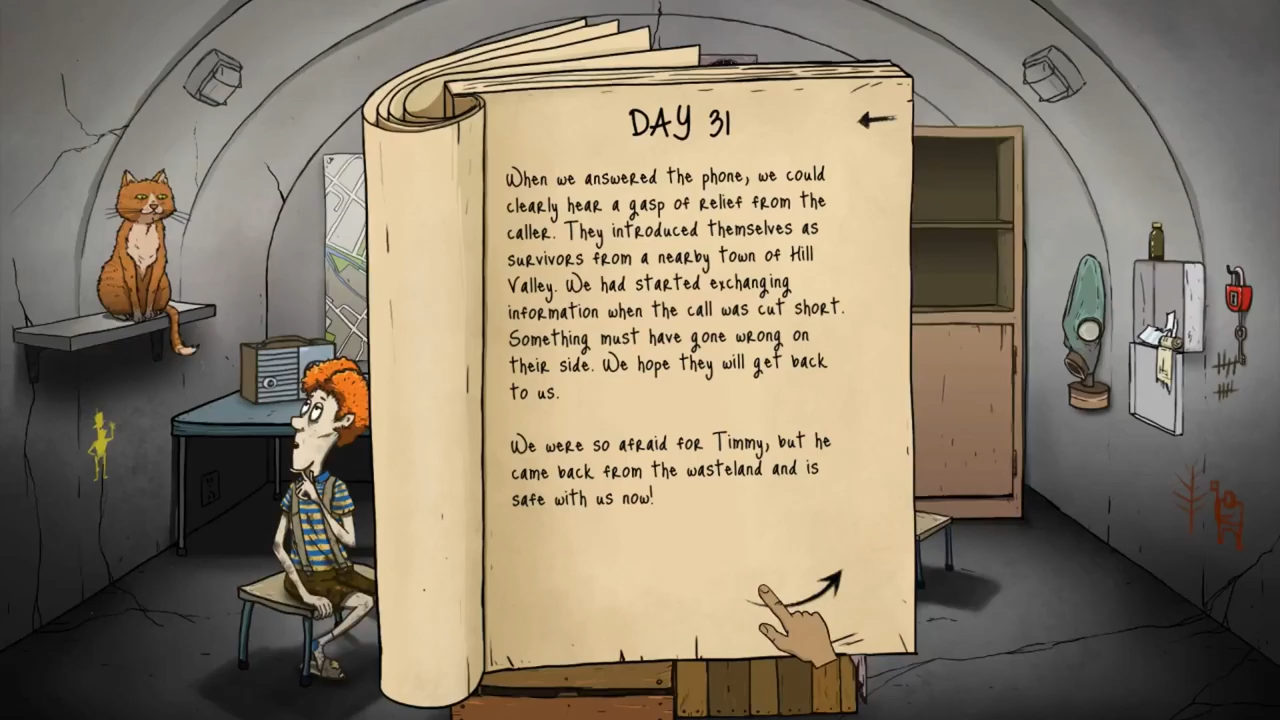 DAY 31
When we answered the phone, we could
clearly hear a gasp of relief from the
caller. They introduced themselves as
survivors from a nearby town of Hill
Valley. We had started exchanging
information when the call was cut short.
Something must have gone wrong on
their side. We hope they will get back
to us.
We were so afraid for Timmy, but he
came back from the wasteland and is
safe with us now!